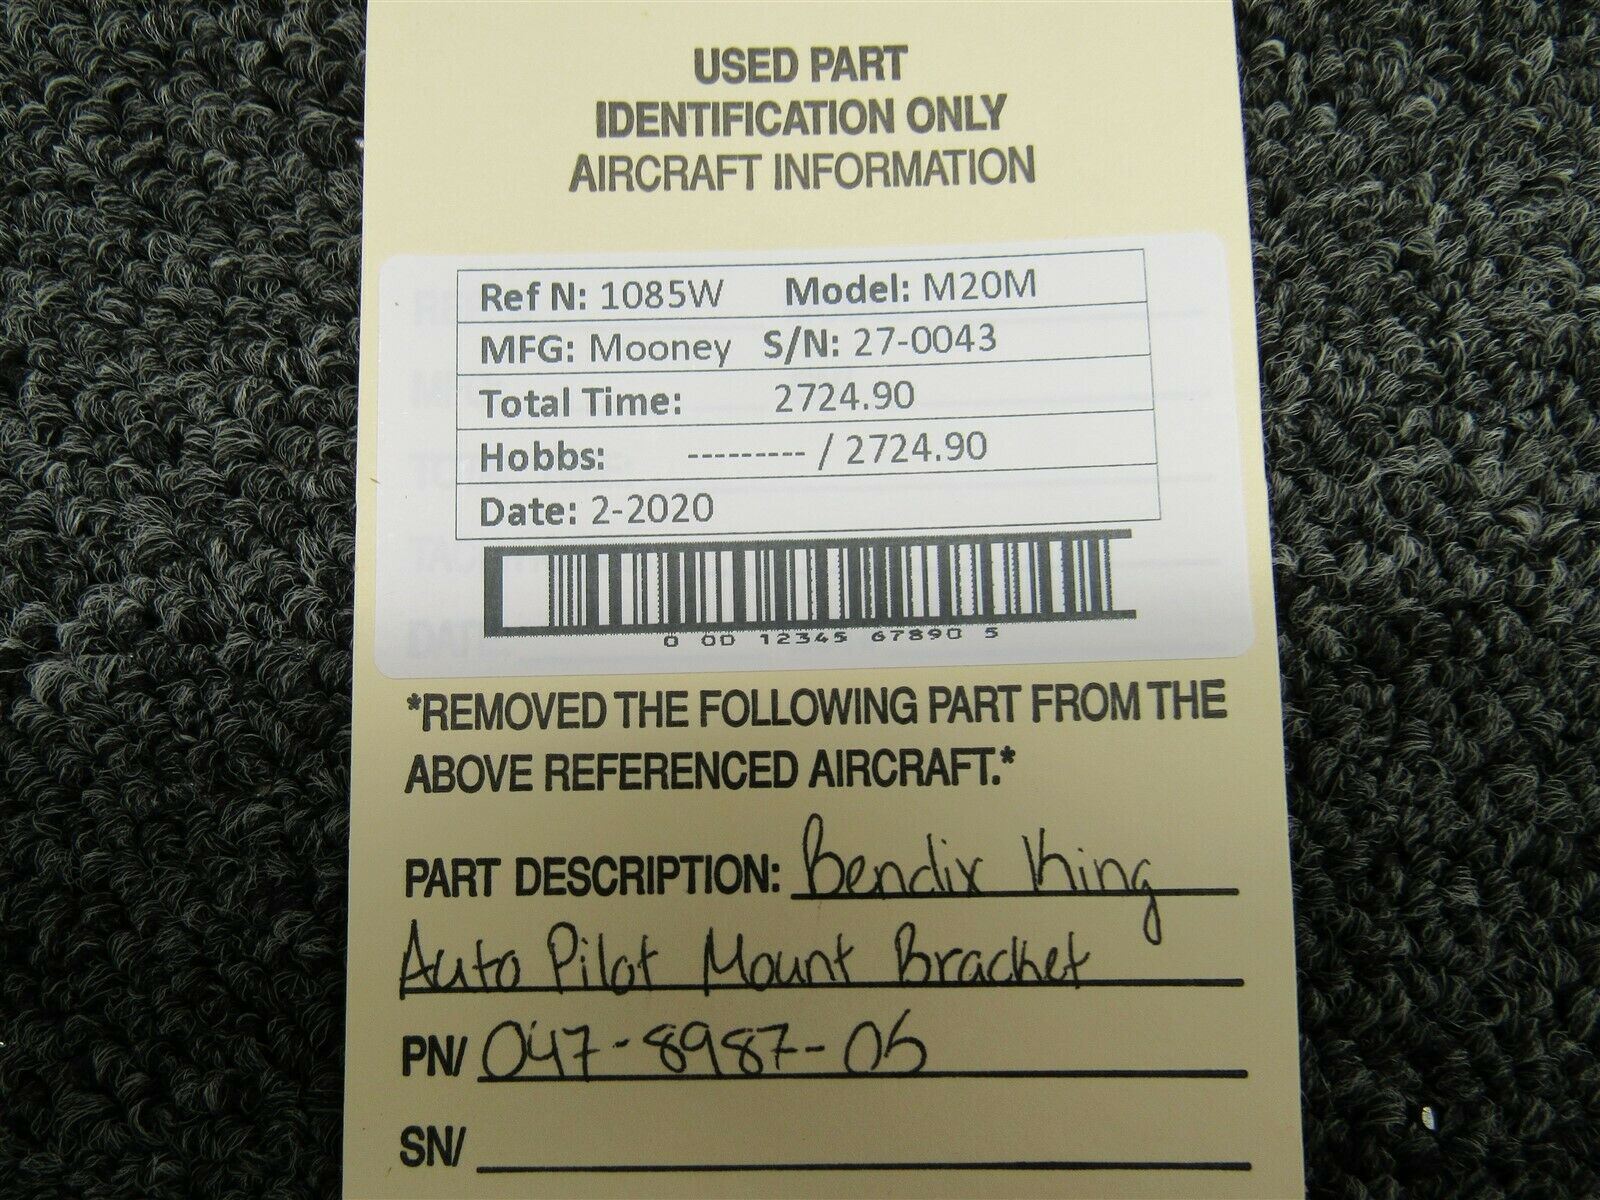 USED PART
IDENTIFICATION ONLY
AIRCRAFT INFORMATION
Ref N: 1085W Model: M20M
MFG: Mooney S/N: 27-0043
Total Time: 2724.90
Hobbs: --------- / 2724.90
Date: 2-2020
0 00 12345 67890 5
*REMOVED THE FOLLOWING PART FROM THE
ABOVE REFERENCED AIRCRAFT.*
PART DESCRIPTION: Bendix King
Auto Pilot Mount Bracket
PN/ 047-8987-05
SN/